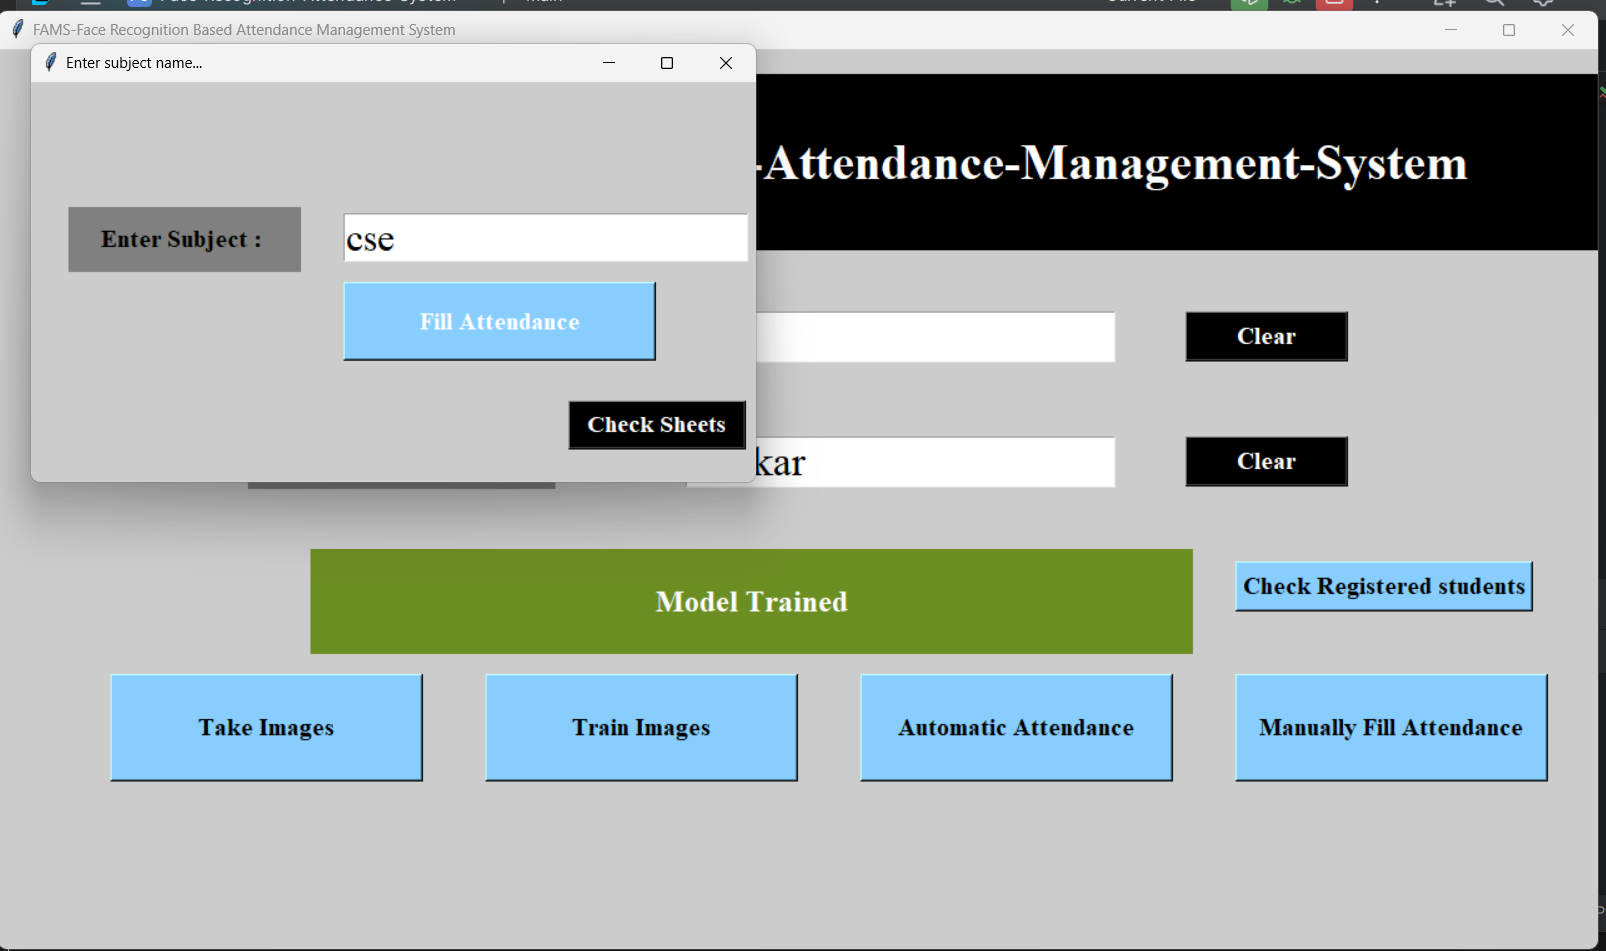 FAMS-Face Recognition Based Attendance Management System
Enter subject name...
-Attendance-Management-System
Enter Subject :
cse
Fill Attendance
Clear
Check Sheets
kar
Clear
Model Trained
Check Registered students
Take Images
Train Images
Automatic Attendance
Manually Fill Attendance